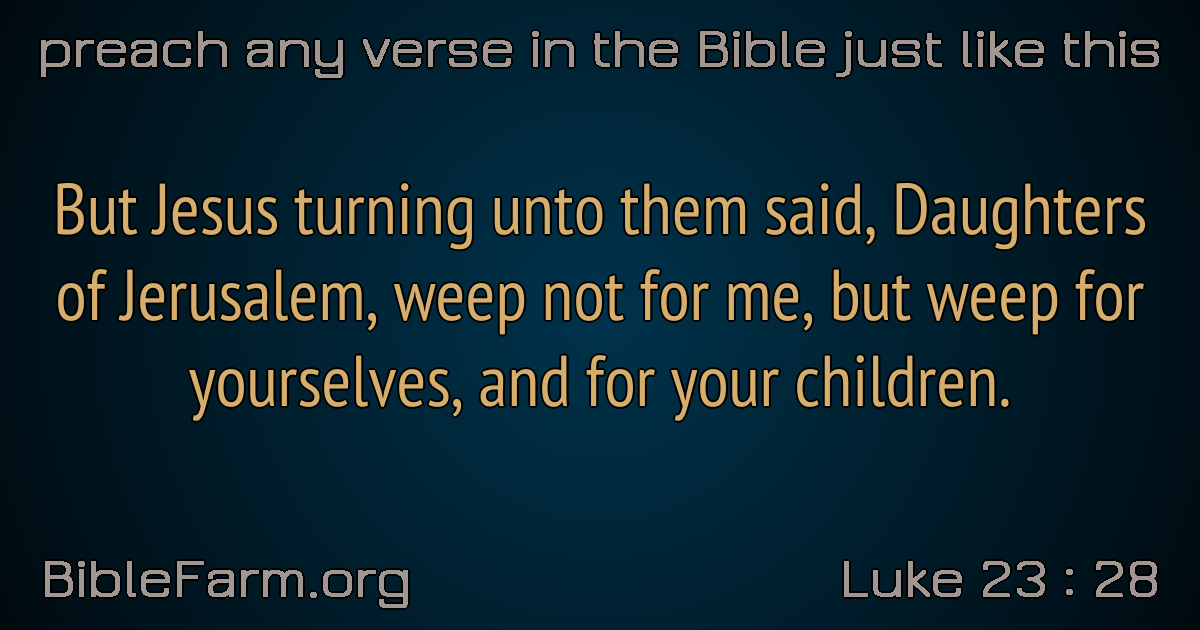 preach any verse in the Bible just like this
But Jesus turning unto them said, Daughters
of Jerusalem, weep not for me, but weep for
yourselves, and for your children.
BibleFarm.org
Luke 23 : 28